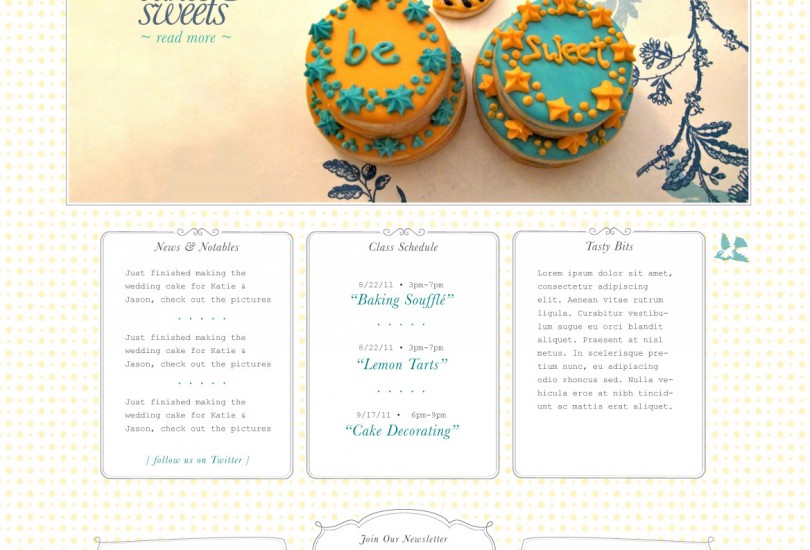 sweets
~ read more ~
be
sweet
News & Notables
Just finished making the
wedding cake for Katie &
Jason, check out the pictures
Just finished making the
wedding cake for Katie &
Jason, check out the pictures
Just finished making the
wedding cake for Katie &
Jason, check out the pictures
[ follow us on Twitter ]
Class Schedule
8/22/11 • 3pm-7pm
“Baking Soufflé”
8/22/11 • 3pm-7pm
“Lemon Tarts”
9/17/11 • 6pm-9pm
“Cake Decorating”
Tasty Bits
Lorem ipsum dolor sit amet,
consectetur adipiscing
elit. Aenean vitae rutrum
ligula. Curabitur vestibu-
lum augue eu orci blandit
aliquet. Praesent at nisl
metus. In scelerisque pre-
tium nunc, eu adipiscing
odio rhoncus sed. Nulla ve-
hicula eros at nibh tincid-
unt ac mattis erat aliquet.
Join Our Newsletter